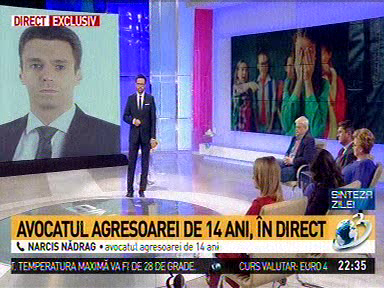 DIRECT EXCLUSIV
SINTEZA
ZILEI
AVOCATUL AGRESOAREI DE 14 ANI, ÎN DIRECT
NARCIS NĂDRAG • avocatul agresoarei de 14 ani
F. TEMPERATURA MAXIMĂ VA FI DE 28 DE GRADE.
CURS VALUTAR: EURO 4
22:35